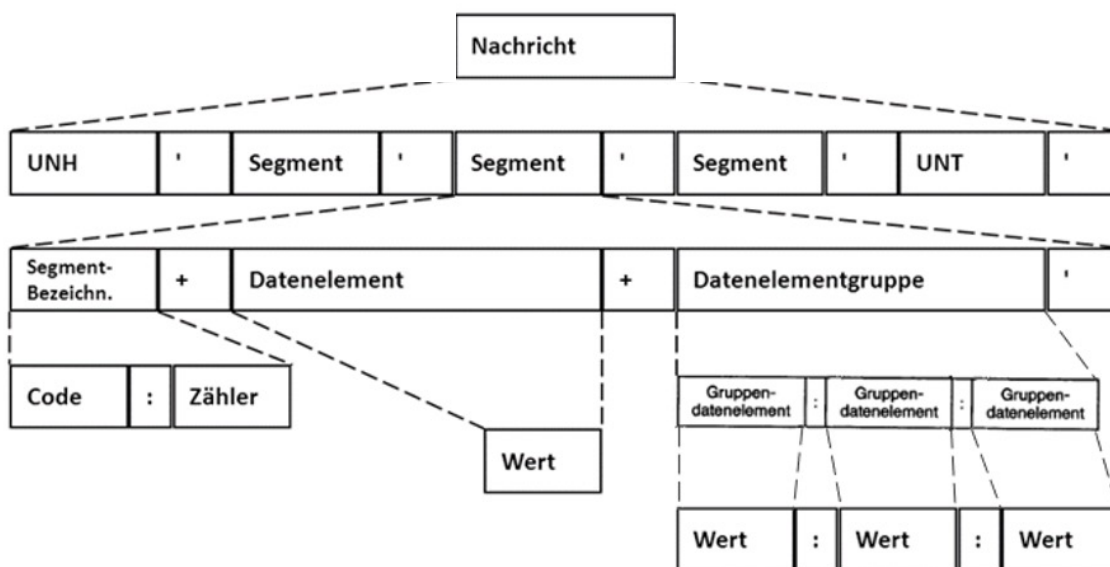 Nachricht
UNH ' Segment ' Segment ' Segment ' UNT '
Segment-
Bezeichn. + Datenelement + Datenelementgruppe '
Code : Zähler
Gruppen-
datenelement : Gruppen-
datenelement : Gruppen-
datenelement
Wert
Wert : Wert : Wert